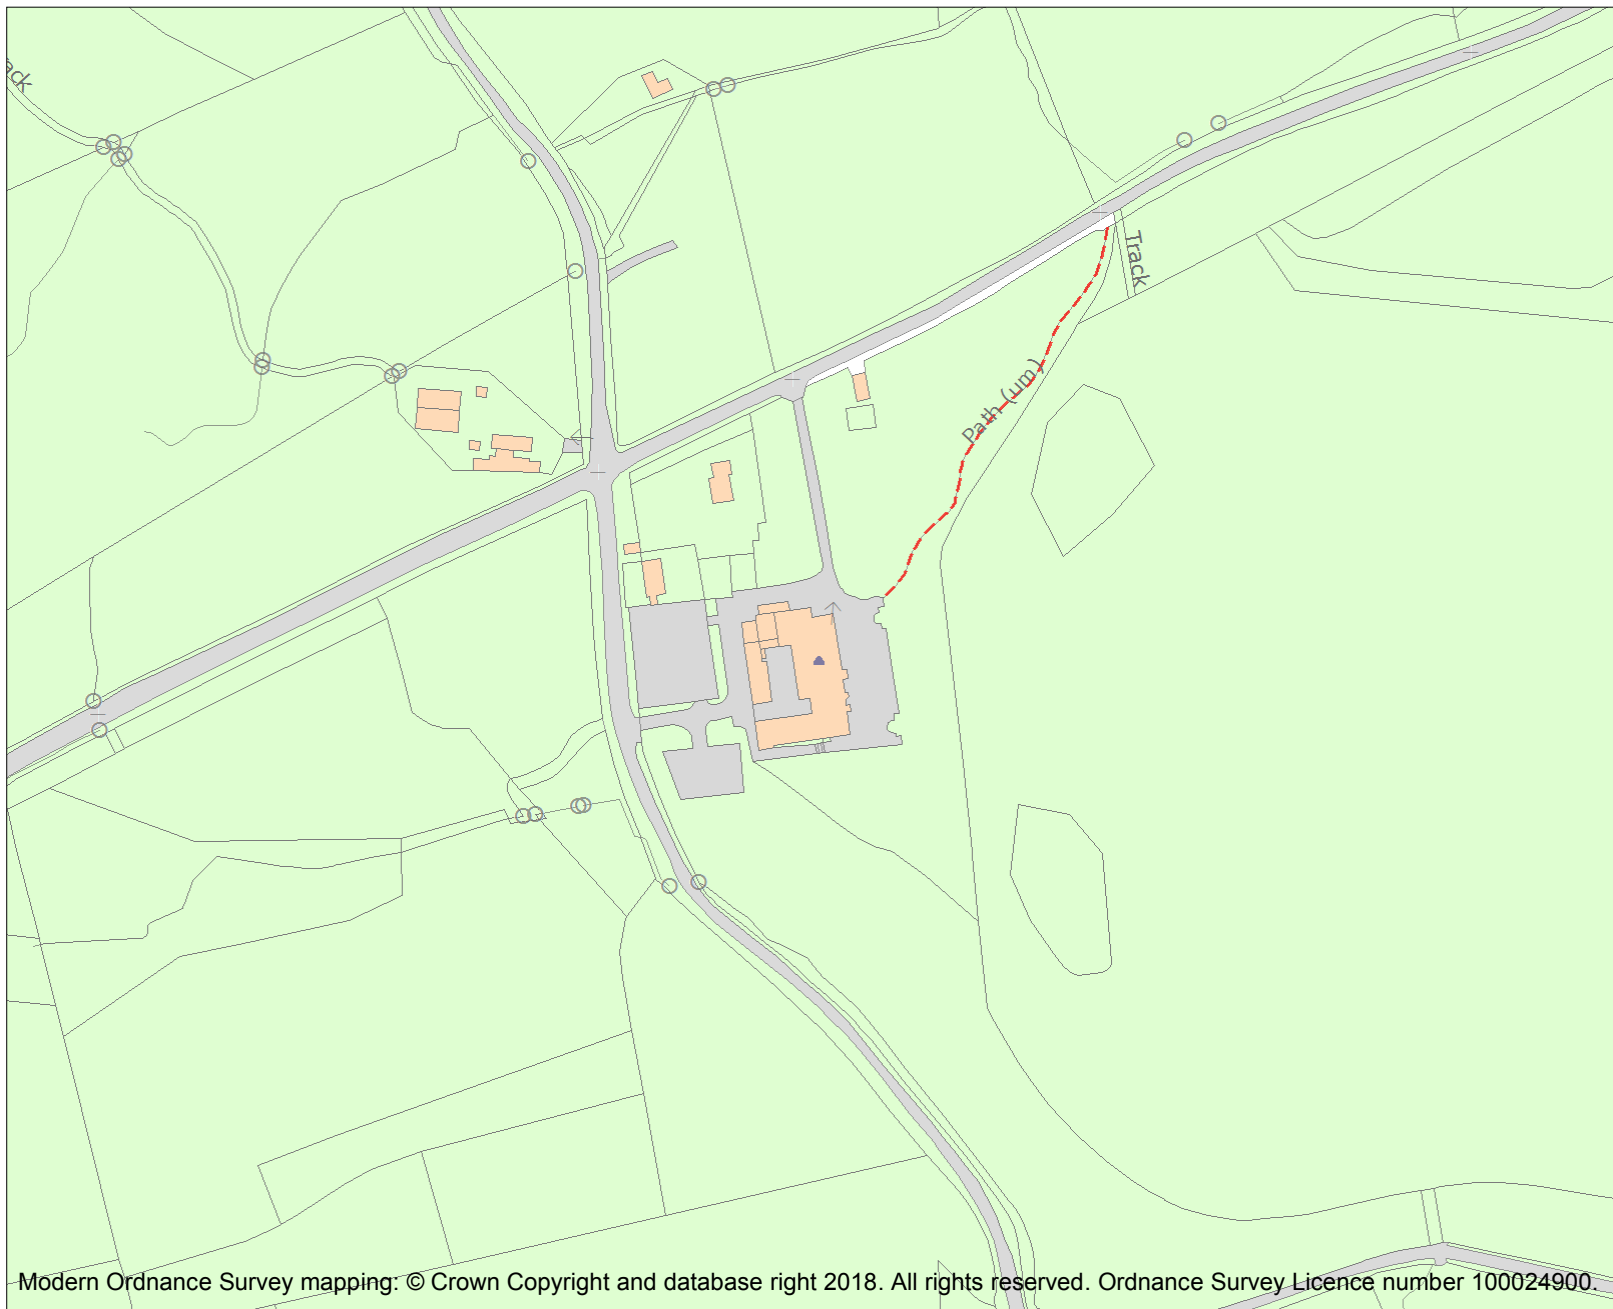 ack
Track
Path (um)
Modern Ordnance Survey mapping: © Crown Copyright and database right 2018. All rights reserved. Ordnance Survey Licence number 100024900.